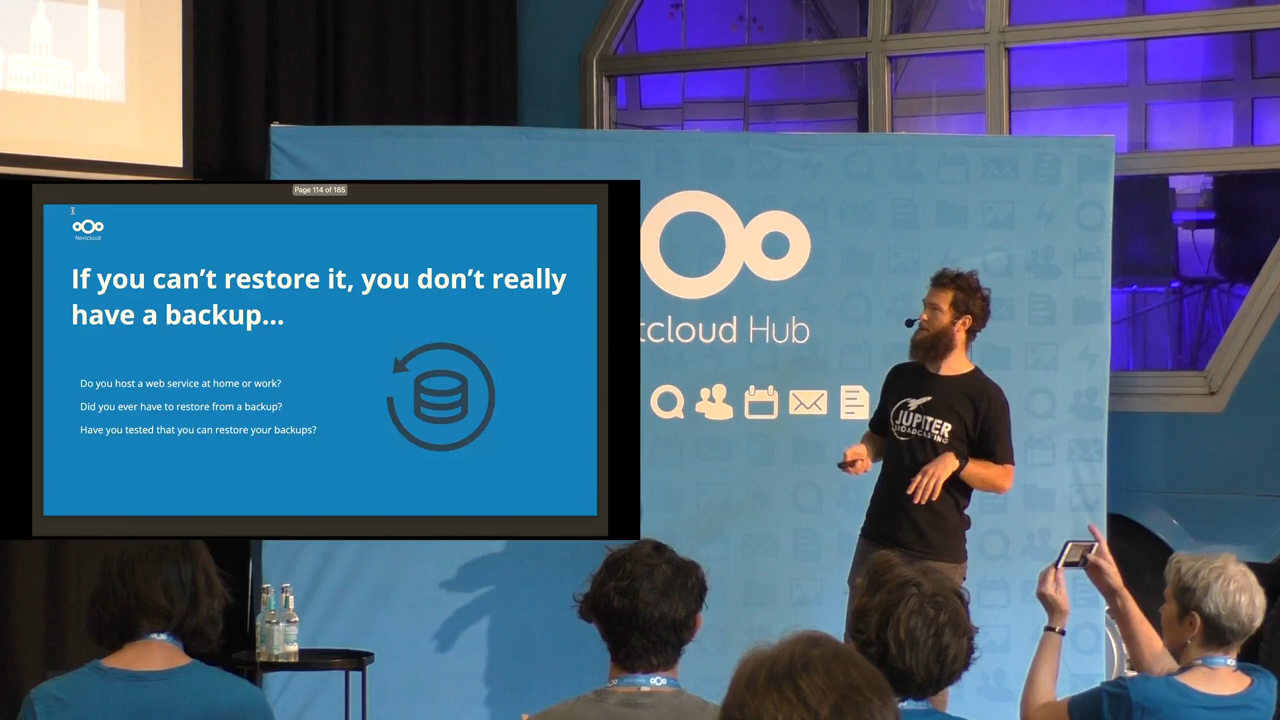 Page 114 of 185
Nextcloud
If you can’t restore it, you don’t really
have a backup...
Do you host a web service at home or work?
Did you ever have to restore from a backup?
Have you tested that you can restore your backups?
tcloud Hub
JUPITER
BROADCASTING